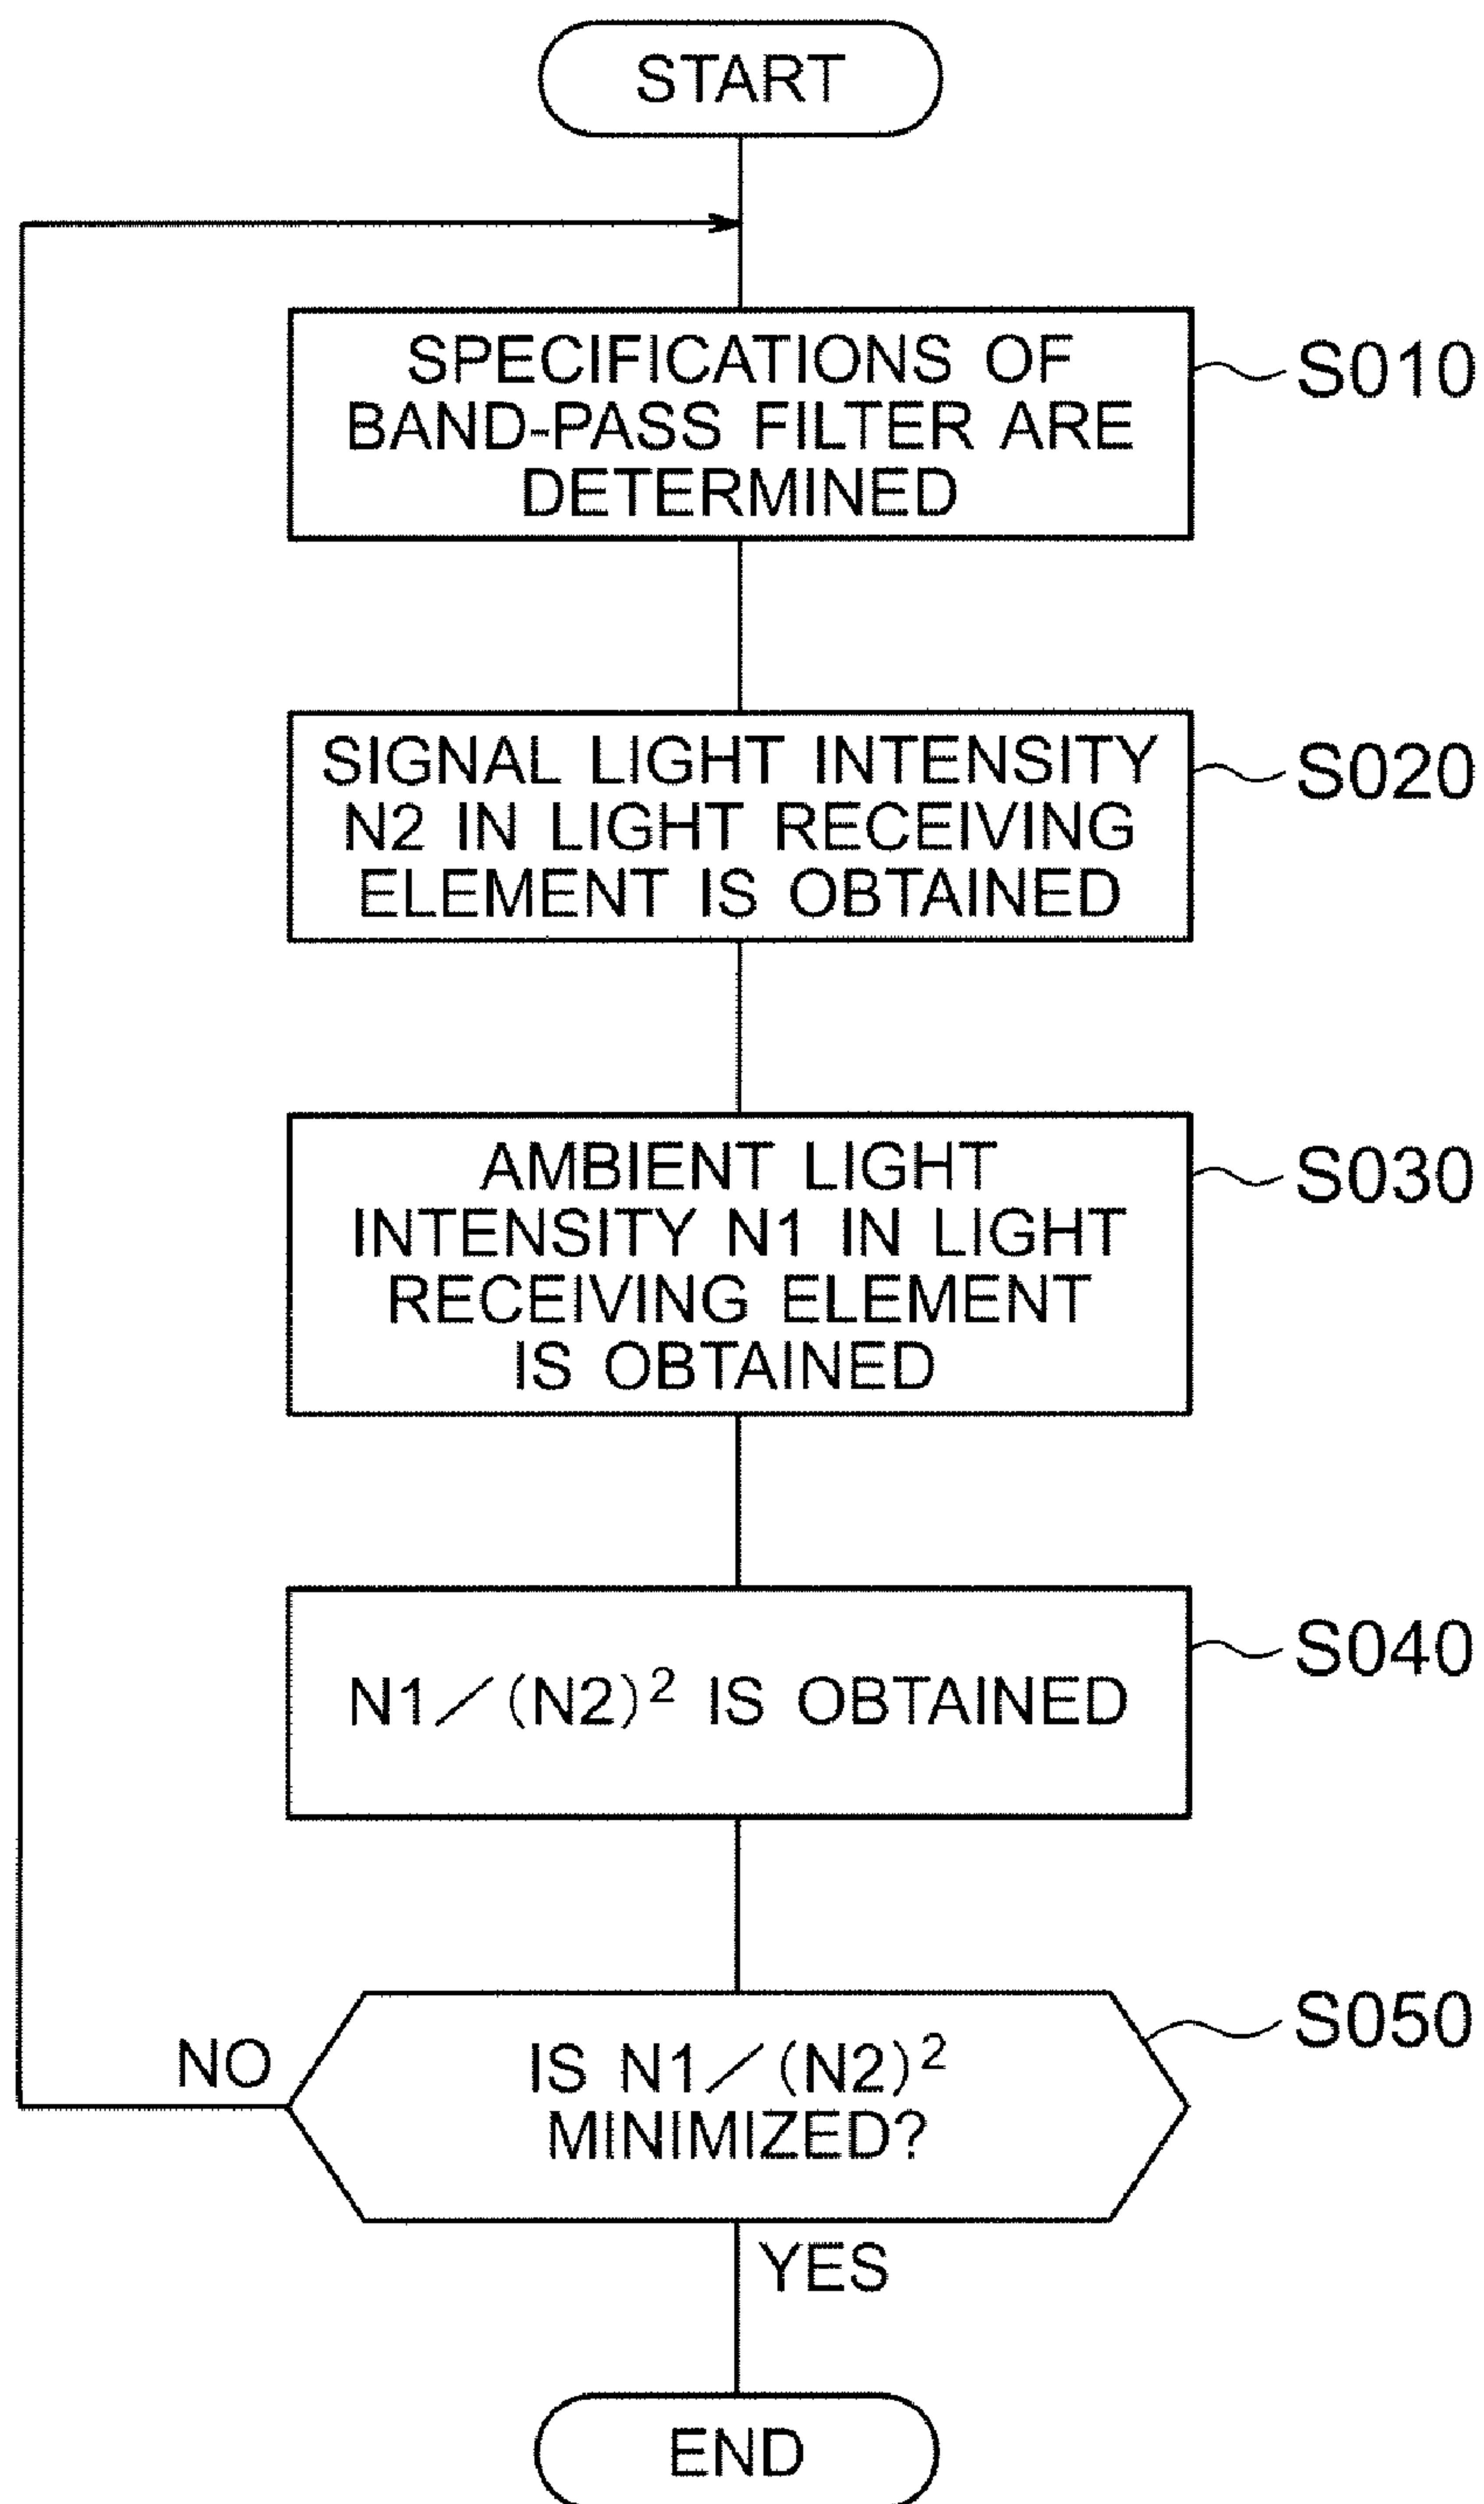 START
SPECIFICATIONS OF
BAND-PASS FILTER ARE
DETERMINED
S010
SIGNAL LIGHT INTENSITY
N2 IN LIGHT RECEIVING
ELEMENT IS OBTAINED
S020
AMBIENT LIGHT
INTENSITY N1 IN LIGHT
RECEIVING ELEMENT
IS OBTAINED
S030
N1/(N2)² IS OBTAINED
S040
IS N1/(N2)²
MINIMIZED?
S050
NO
YES
END